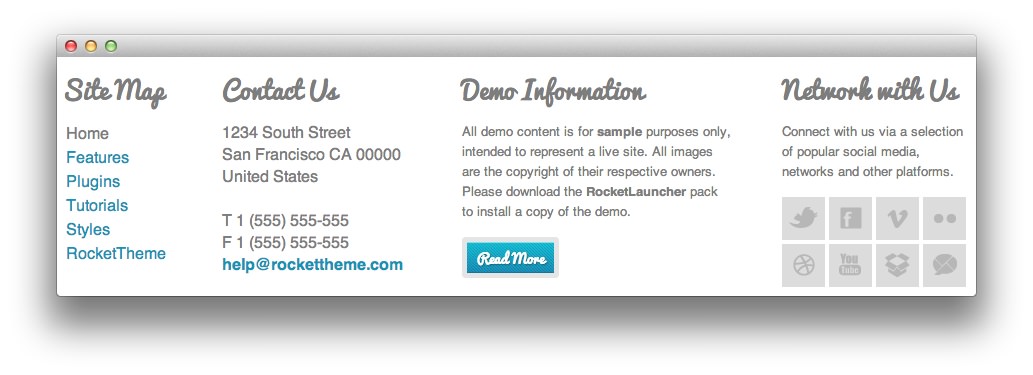 Site Map
Home
Features
Plugins
Tutorials
Styles
RocketTheme
Contact Us
1234 South Street
San Francisco CA 00000
United States
T 1 (555) 555-555
F 1 (555) 555-555
help@rockettheme.com
Demo Information
All demo content is for sample purposes only,
intended to represent a live site. All images
are the copyright of their respective owners.
Please download the RocketLauncher pack
to install a copy of the demo.
Read More
Network with Us
Connect with us via a selection
of popular social media,
networks and other platforms.
You
Tube